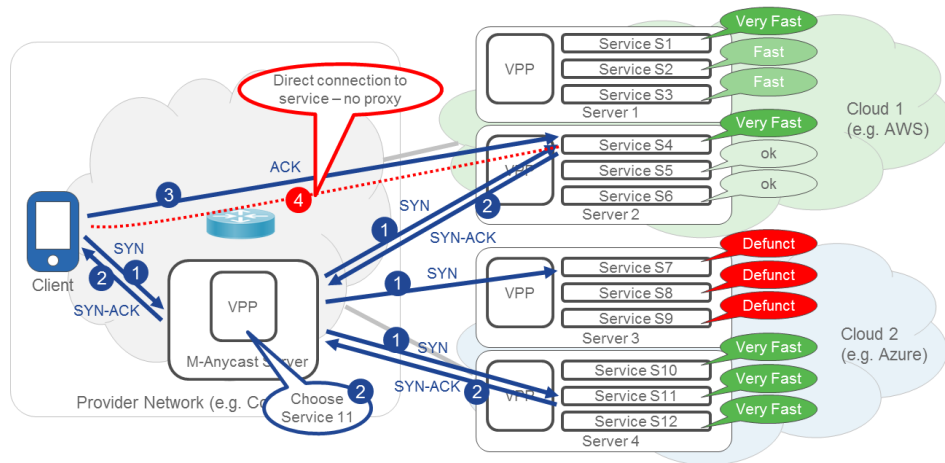 Very Fast
Service S1
Fast
VPP
Service S2
Fast
Service S3
Server 1
Cloud 1
(e.g. AWS)
Direct connection to
service – no proxy
Very Fast
Service S4
ok
VPP
Service S5
ok
Service S6
Server 2
ACK
3
4
SYN
1
2
SYN-ACK
Client
SYN
1
2
SYN-ACK
VPP
M-Anycast Server
Choose
Service 11
2
Provider Network (e.g.
SYN
1
Defunct
Service S7
Defunct
VPP
Service S8
Defunct
Service S9
Server 3
Cloud 2
(e.g. Azure)
1
SYN
SYN-ACK
2
Very Fast
Service S10
Very Fast
VPP
Service S11
Very Fast
Service S12
Server 4